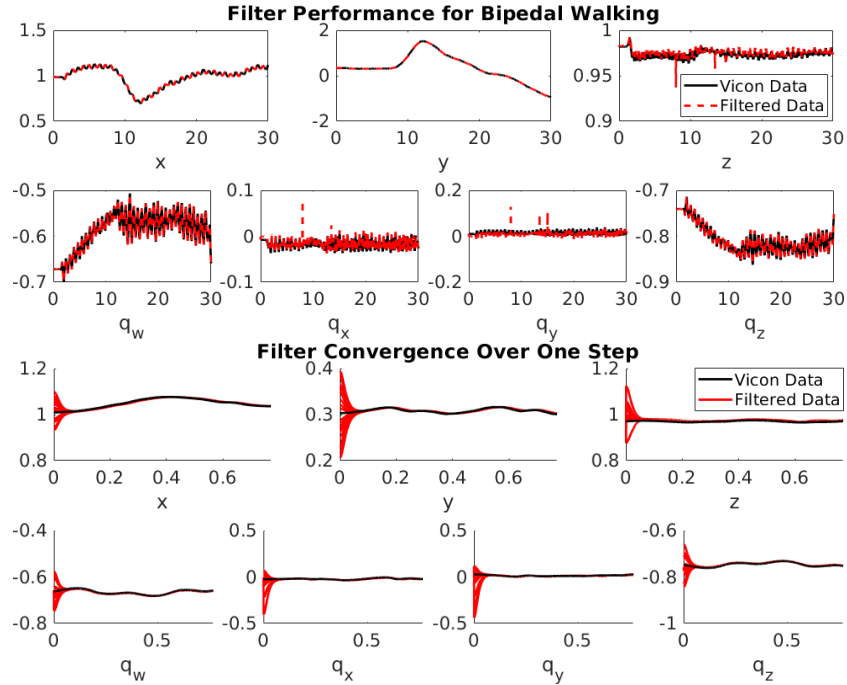 Filter Performance for Bipedal Walking
1.5
1
0.5
0 10 20 30
x
2
0
-2
0 10 20 30
y
1
0.95
0.9
0 10 20 30
z
Vicon Data
Filtered Data
-0.5
-0.6
-0.7
0 10 20 30
q_w
0.1
0
-0.1
0 10 20 30
q_x
0.2
0
-0.2
0 10 20 30
q_y
-0.7
-0.8
-0.9
0 10 20 30
q_z
Filter Convergence Over One Step
1.2
1
0.8
0 0.2 0.4 0.6
x
0.4
0.3
0.2
0 0.2 0.4 0.6
y
1.2
1
0.8
0 0.2 0.4 0.6
z
Vicon Data
Filtered Data
-0.4
-0.6
-0.8
0 0.5
q_w
0.5
0
-0.5
0 0.5
q_x
0.5
0
-0.5
0 0.5
q_y
-0.6
-0.8
-1
0 0.5
q_z